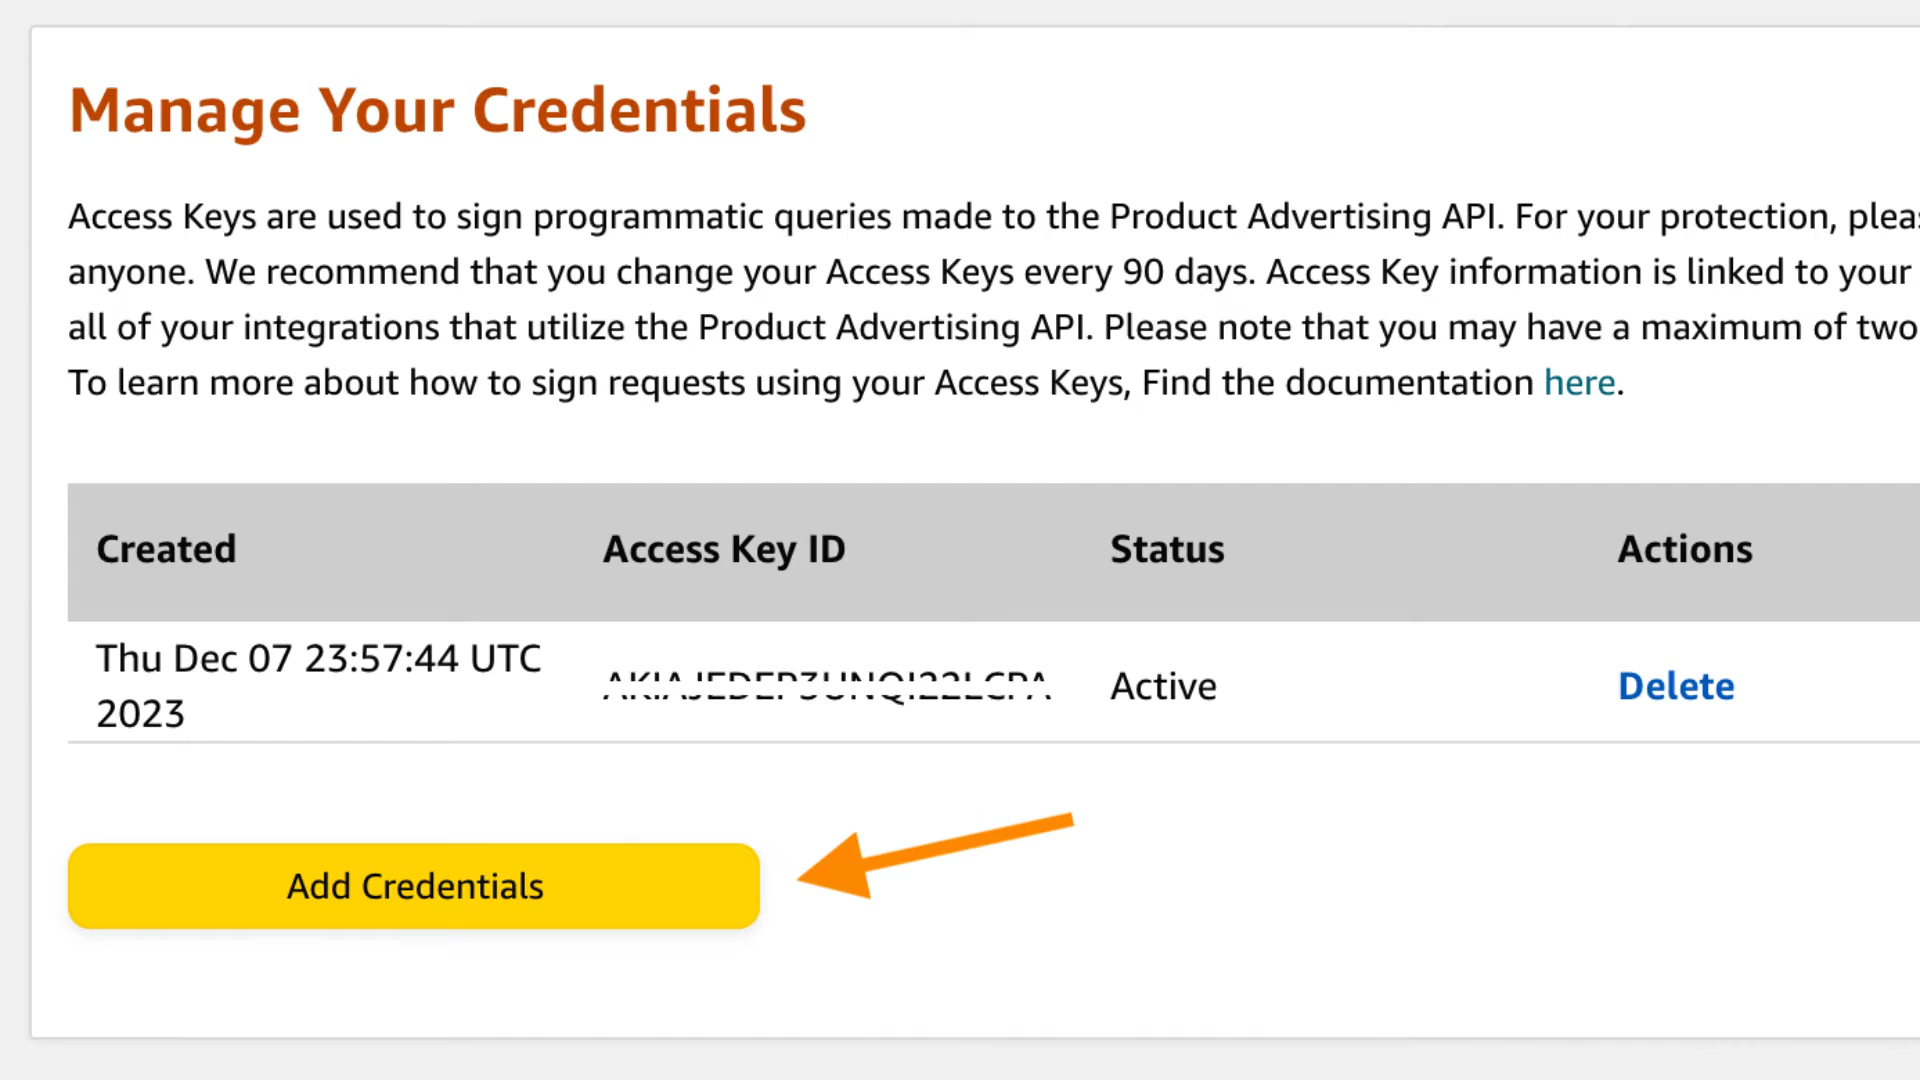 Manage Your Credentials
Access Keys are used to sign programmatic queries made to the Product Advertising API. For your protection,
anyone. We recommend that you change your Access Keys every 90 days. Access Key information is linked to your
all of your integrations that utilize the Product Advertising API. Please note that you may have a maximum of two
To learn more about how to sign requests using your Access Keys, Find the documentation here.
Created Access Key ID Status Actions
Thu Dec 07 23:57:44 UTC
2023
Active Delete
Add Credentials